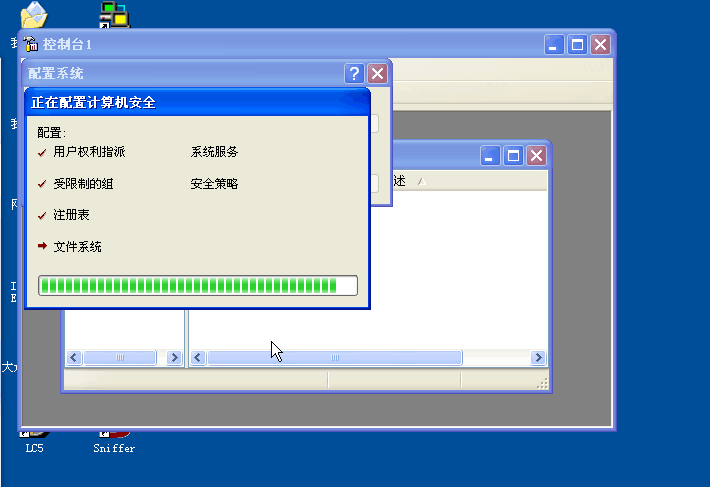 控制台1
配置系统
正在配置计算机安全
配置:
用户权利指派 系统服务
受限制的组 安全策略
注册表
文件系统
述
LC5 Sniffer